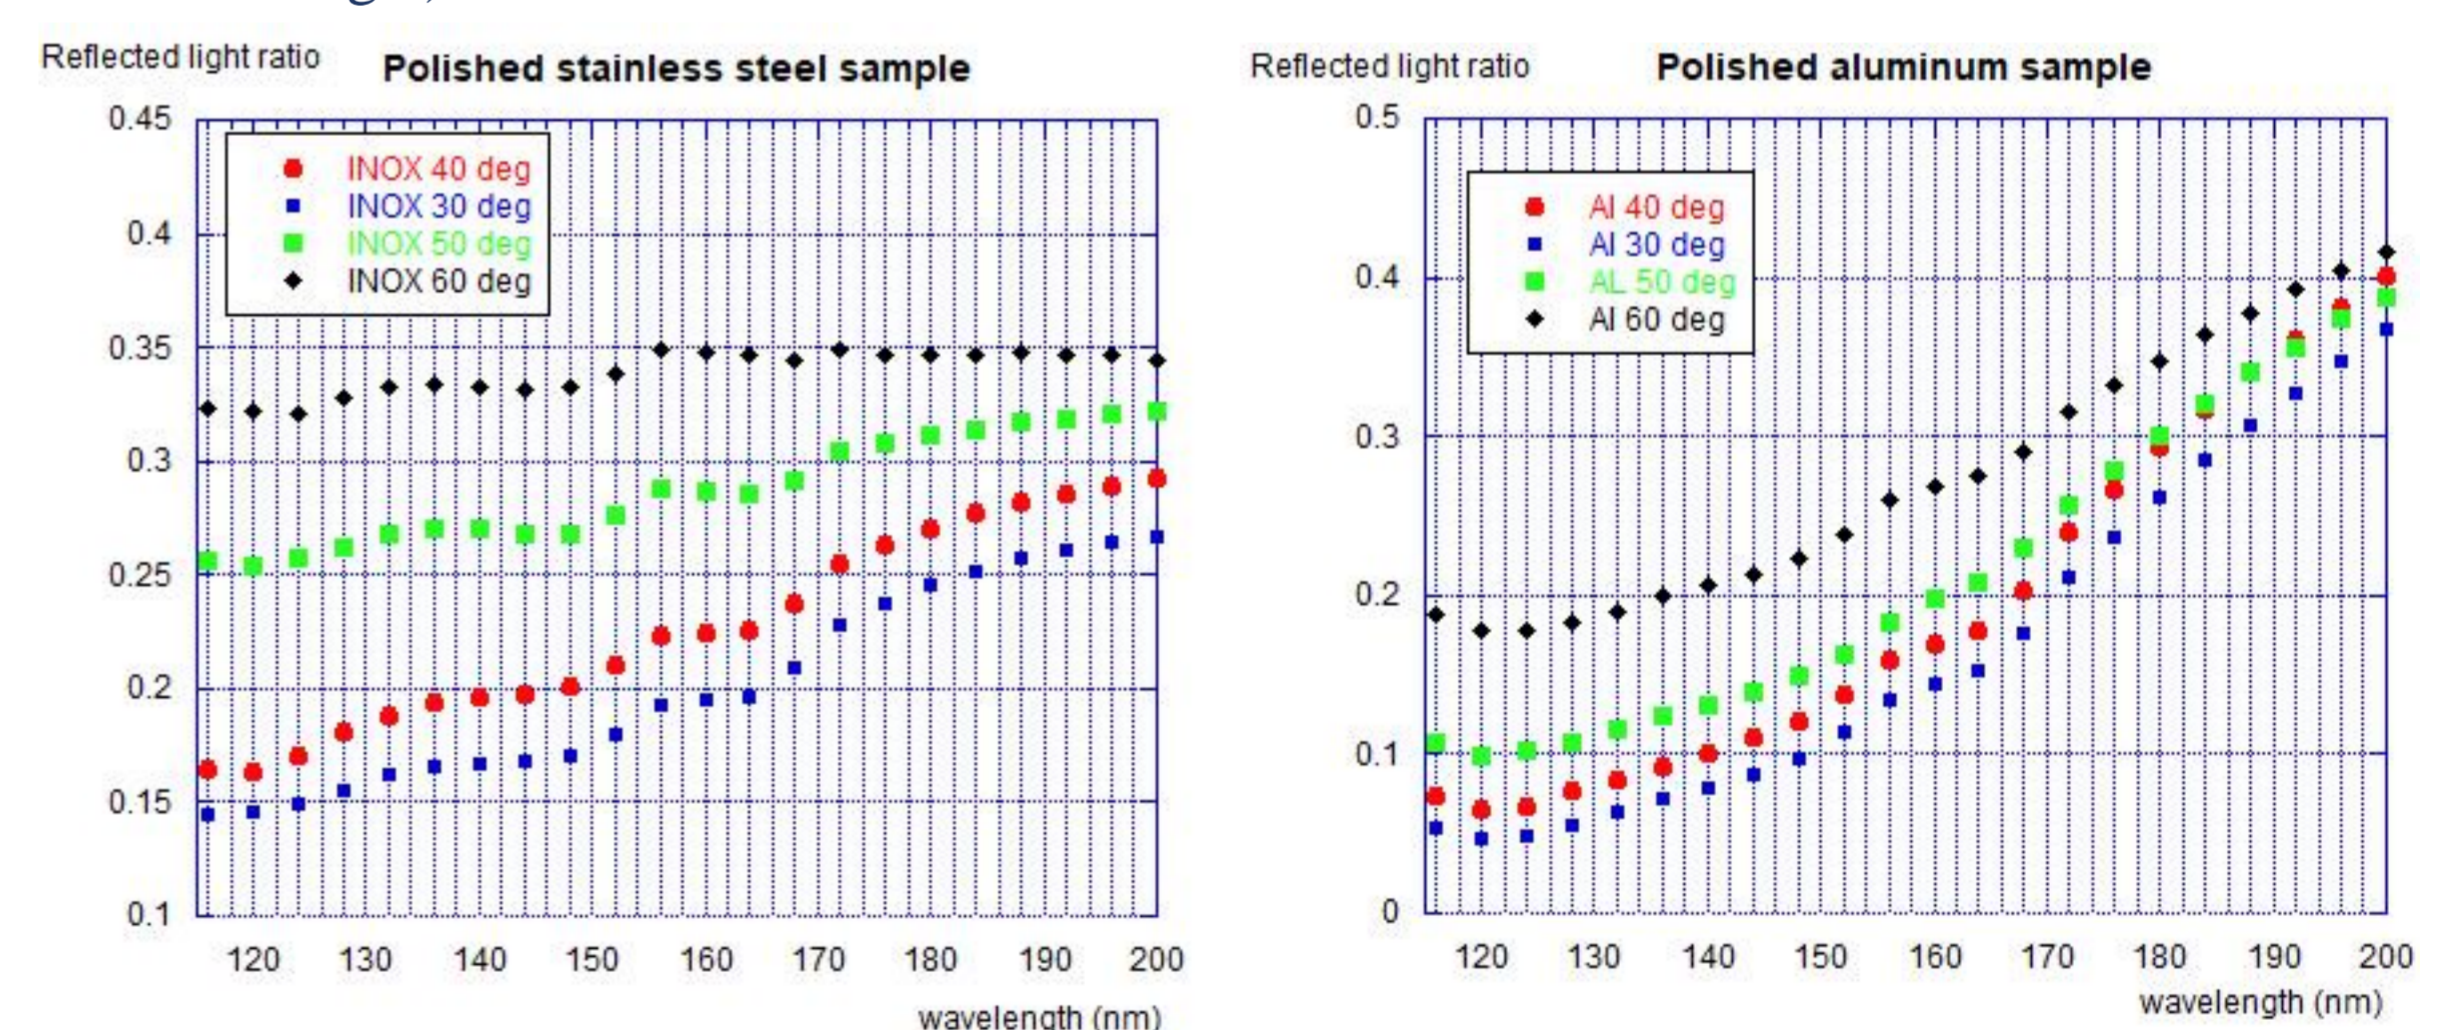 Reflected light ratio
Polished stainless steel sample
0.45
0.4
0.35
0.3
0.25
0.2
0.15
0.1
INOX 40 deg
INOX 30 deg
INOX 50 deg
INOX 60 deg
120 130 140 150 160 170 180 190 200
wavelength (nm)
Reflected light ratio
Polished aluminum sample
0.5
0.4
0.3
0.2
0.1
0
Al 40 deg
Al 30 deg
AL 50 deg
Al 60 deg
120 130 140 150 160 170 180 190 200
wavelength (nm)